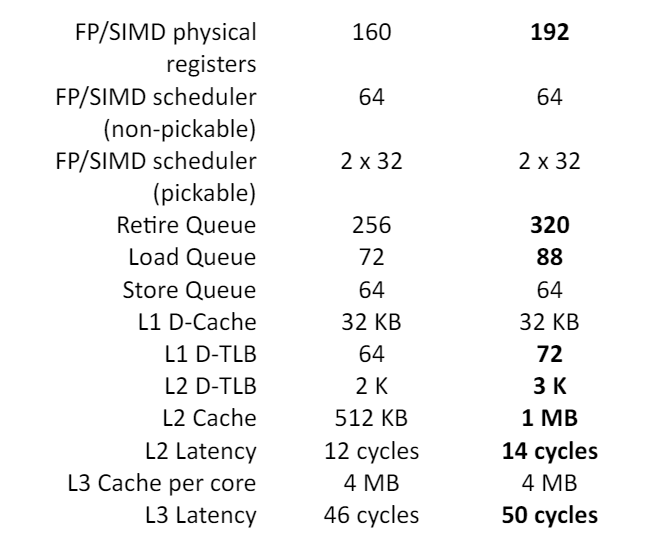 FP/SIMD physical registers 160 192
FP/SIMD scheduler (non-pickable) 64 64
FP/SIMD scheduler (pickable) 2 x 32 2 x 32
Retire Queue 256 320
Load Queue 72 88
Store Queue 64 64
L1 D-Cache 32 KB 32 KB
L1 D-TLB 64 72
L2 D-TLB 2 K 3 K
L2 Cache 512 KB 1 MB
L2 Latency 12 cycles 14 cycles
L3 Cache per core 4 MB 4 MB
L3 Latency 46 cycles 50 cycles